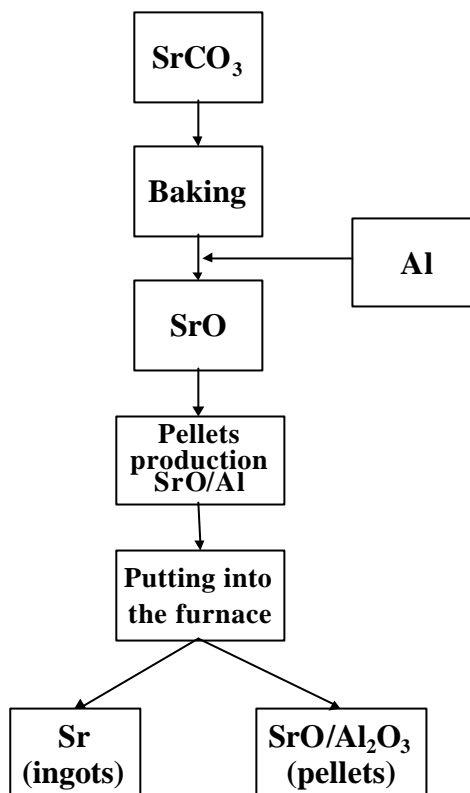 SrCO₃
Baking
Al
SrO
Pellets
production
SrO/Al
Putting into
the furnace
Sr
(ingots)
SrO/Al₂O₃
(pellets)